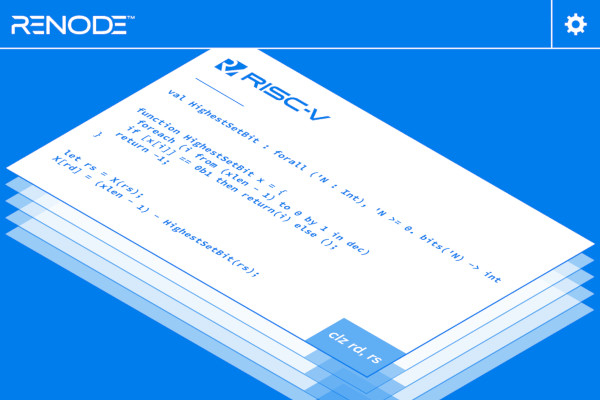 RENODE™
RISC-V
val HighestSetBit : forall ('N : Int), 'N >= 0. bits('N) -> int
function HighestSetBit x = {
foreach (i from (xlen - 1) to 0 by 1 in dec)
if [x[i]] == 0b1 then return(i) else ();
return -1;
}
let rs = X(rs);
X[rd] = (xlen - 1) - HighestSetBit(rs);
clz rd, rs